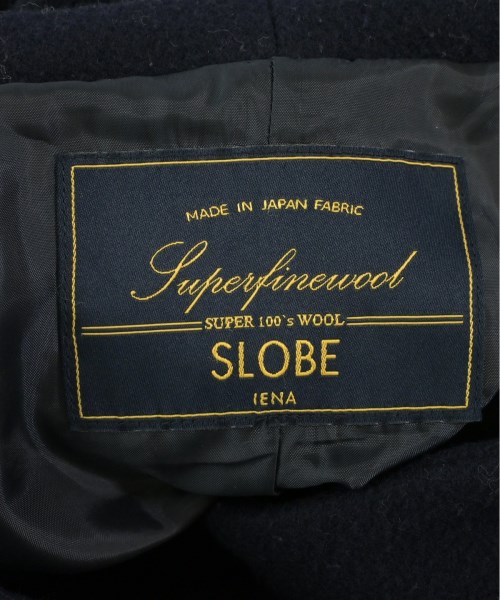 MADE IN JAPAN FABRIC
Superfinewool
SUPER 100`s WOOL
SLOBE
IENA